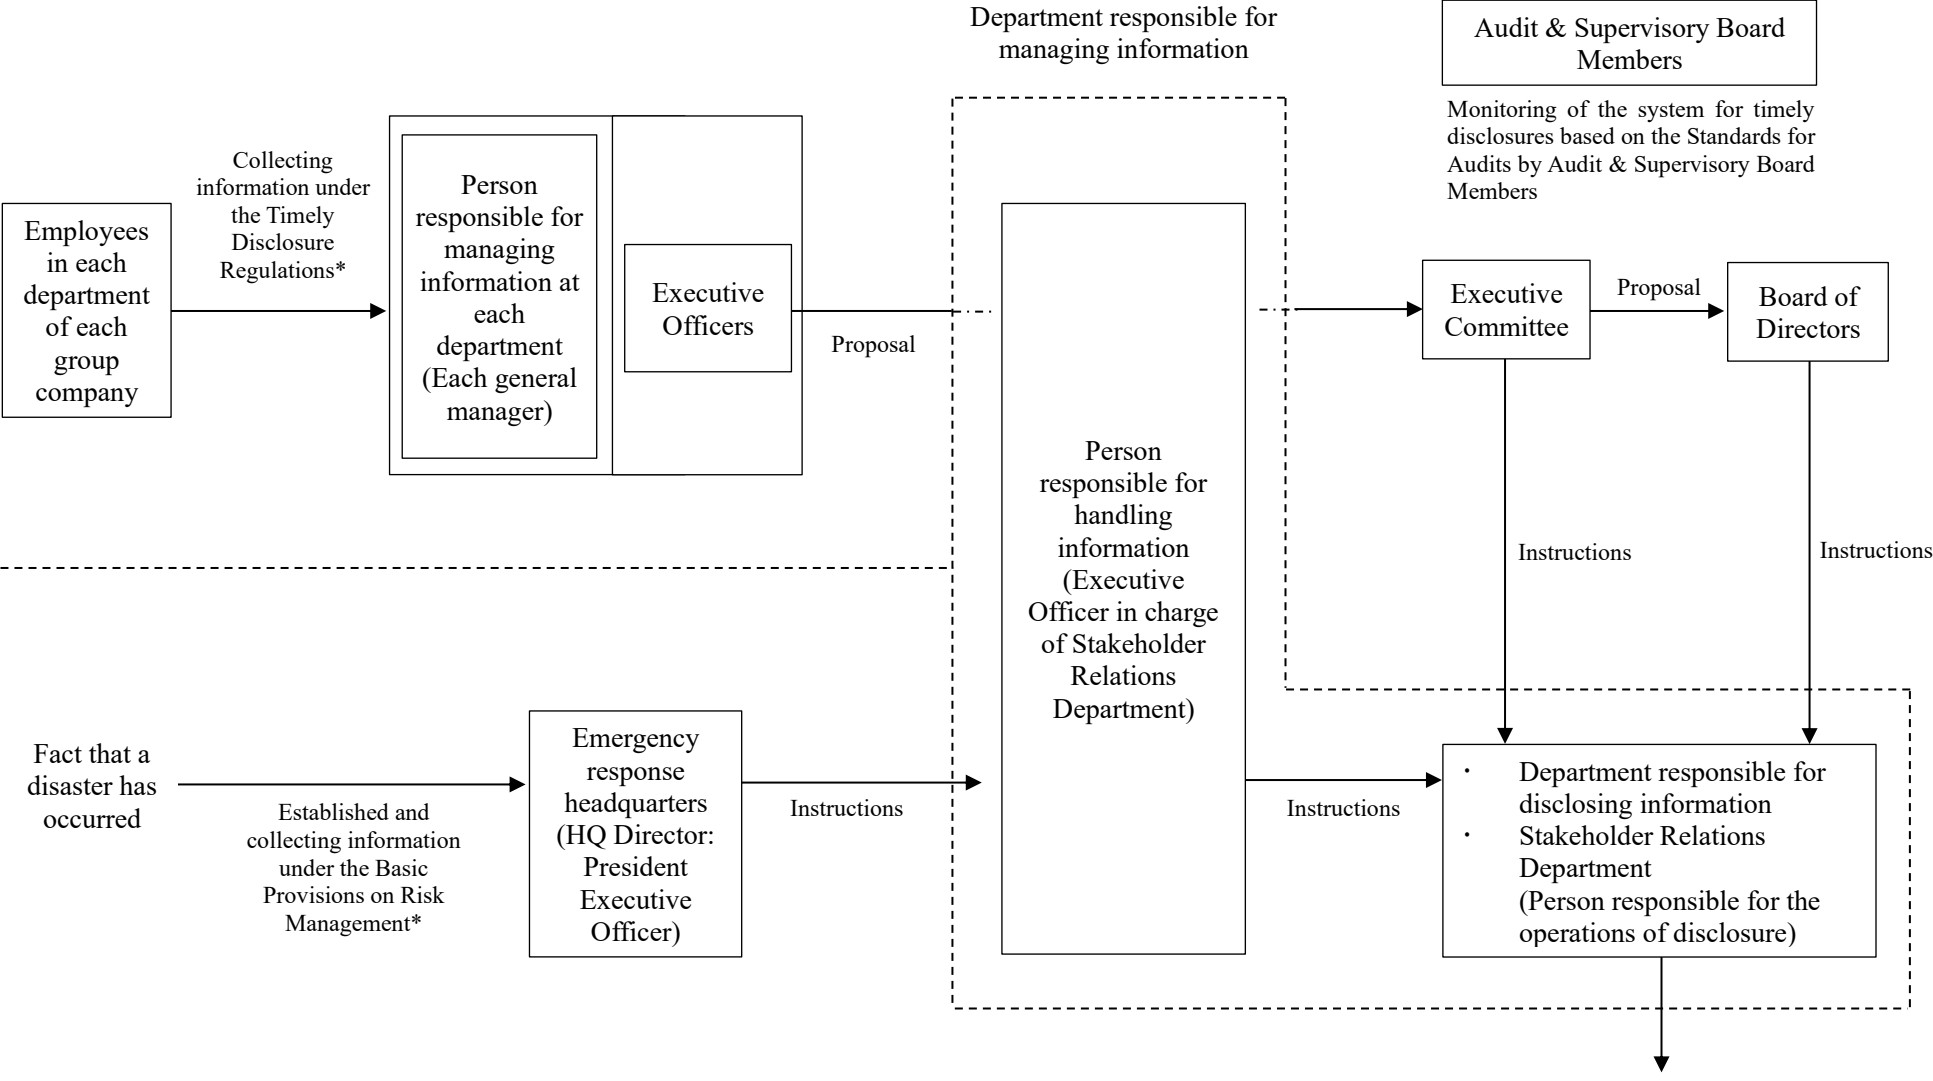 Department responsible for
managing information
Audit & Supervisory Board
Members
Monitoring of the system for timely
disclosures based on the Standards for
Audits by Audit & Supervisory Board
Members
Employees
in each
department
of each
group
company
Collecting
information under
the Timely
Disclosure
Regulations*
Person
responsible for
managing
information at
each
department
(Each general
manager)
Executive
Officers
Proposal
Person
responsible for
handling
information
(Executive
Officer in charge
of Stakeholder
Relations
Department)
Executive
Committee
Proposal
Board of
Directors
Instructions
Instructions
Fact that a
disaster has
occurred
Established and
collecting information
under the Basic
Provisions on Risk
Management*
Emergency
response
headquarters
(HQ Director:
President
Executive
Officer)
Instructions
Instructions
・ Department responsible for
disclosing information
・ Stakeholder Relations
Department
(Person responsible for the
operations of disclosure)